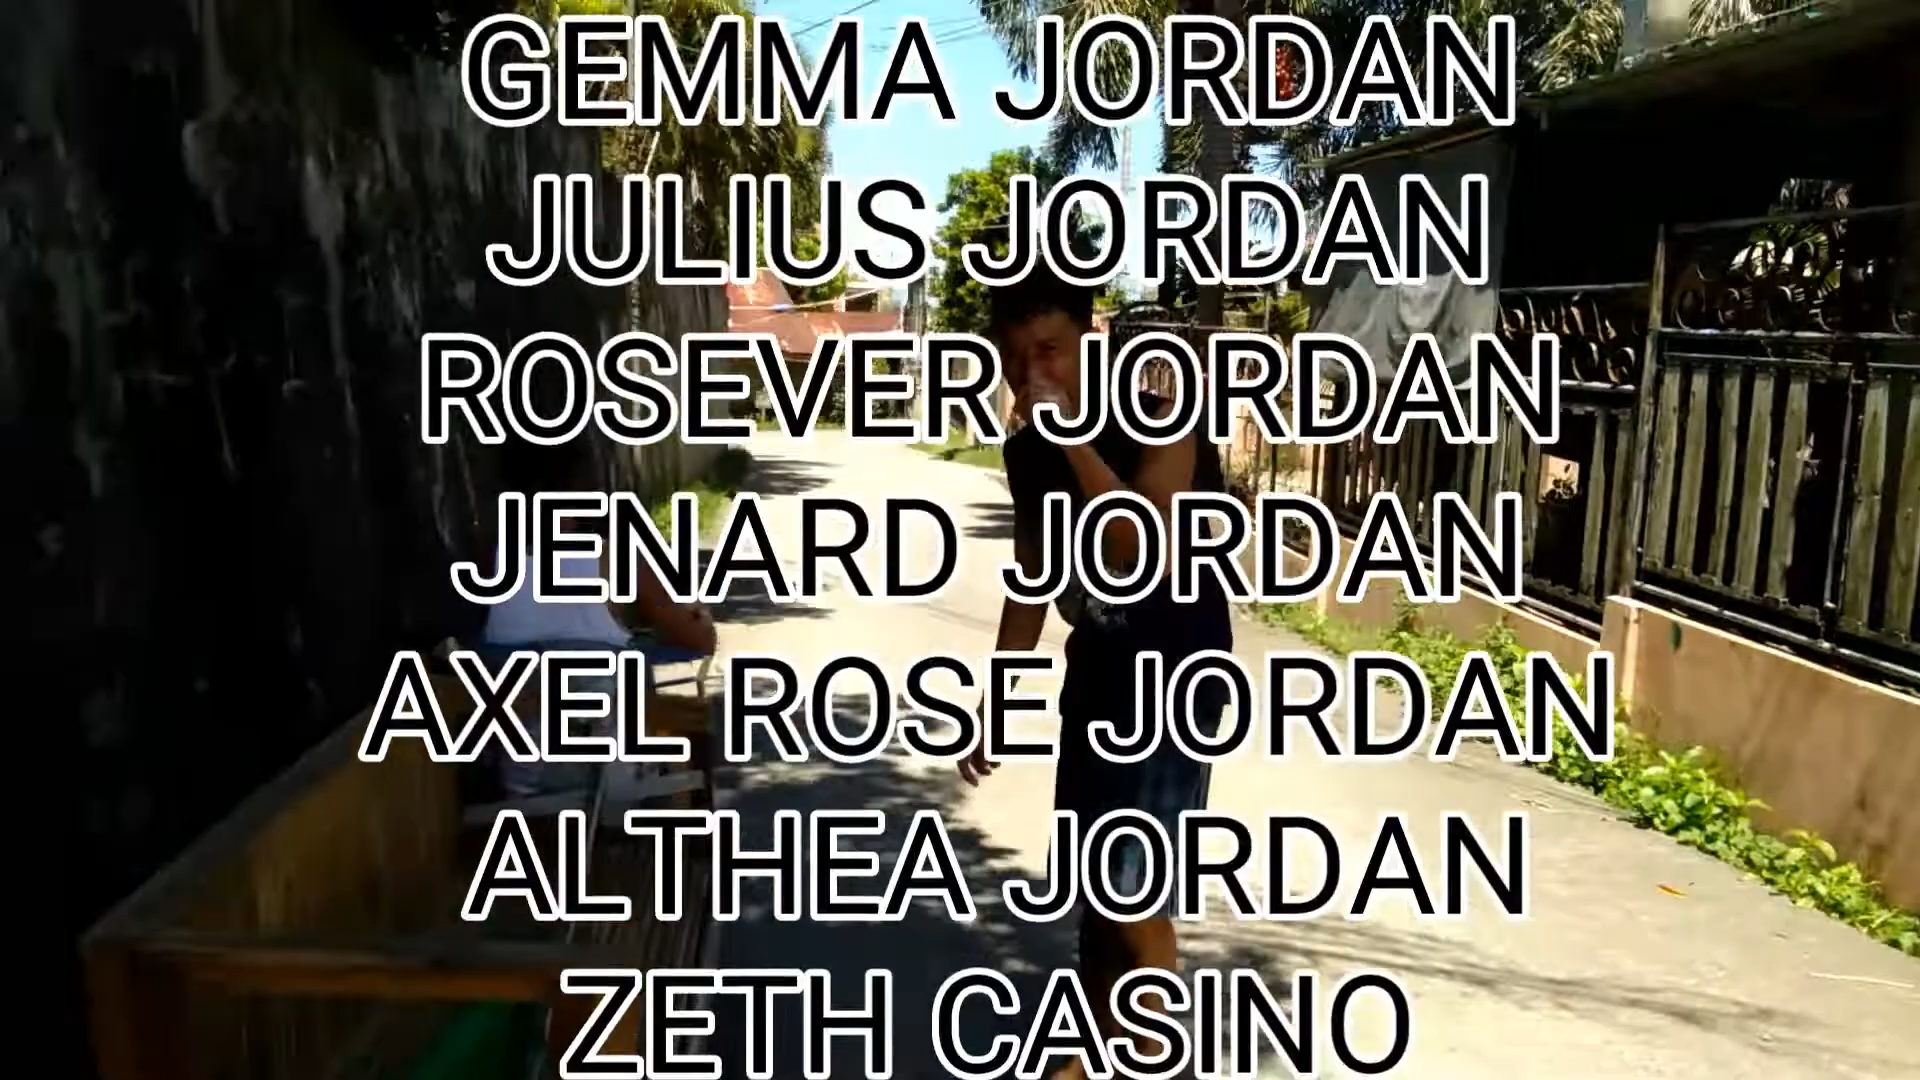 GEMMA JORDAN
JULIUS JORDAN
ROSEVER JORDAN
JENARD JORDAN
AXEL ROSE JORDAN
ALTHEA JORDAN
ZETH CASINO